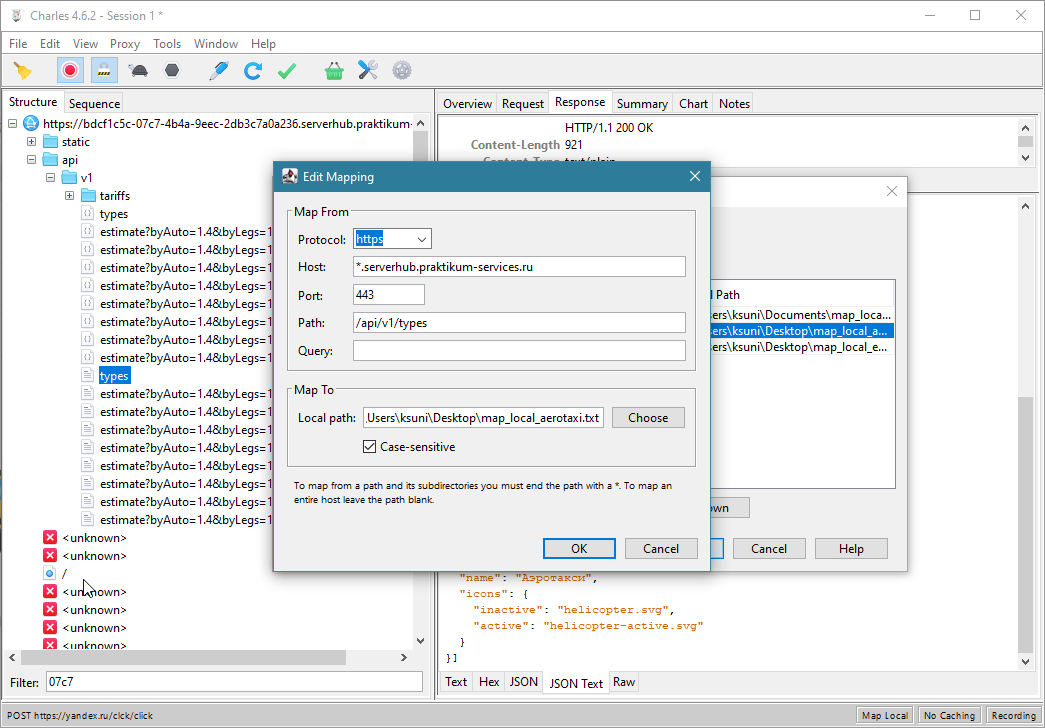 Charles 4.6.2 - Session 1 *
File Edit View Proxy Tools Window Help
Structure Sequence
https://bdcf1c5c-07c7-4b4a-9eec-2db3c7a0a236.serverhub.praktikum-
static
api
v1
tariffs
types
estimate?byAuto=1.4&byLegs=1
estimate?byAuto=1.4&byLegs=1
estimate?byAuto=1.4&byLegs=1
estimate?byAuto=1.4&byLegs=1
estimate?byAuto=1.4&byLegs=1
estimate?byAuto=1.4&byLegs=1
estimate?byAuto=1.4&byLegs=1
estimate?byAuto=1.4&byLegs=1
types
estimate?byAuto=1.4&byLegs=1
estimate?byAuto=1.4&byLegs=1
estimate?byAuto=1.4&byLegs=1
estimate?byAuto=1.4&byLegs=1
estimate?byAuto=1.4&byLegs=1
estimate?byAuto=1.4&byLegs=1
estimate?byAuto=1.4&byLegs=1
estimate?byAuto=1.4&byLegs=1
<unknown>
<unknown>
/
<unknown>
<unknown>
<unknown>
<unknown>
Filter: 07c7
Overview Request Response Summary Chart Notes
HTTP/1.1 200 OK
Content-Length 921
Content-Type text/plain
Edit Mapping
Map From
Protocol: https
Host: *.serverhub.praktikum-services.ru
Port: 443
Path: /api/v1/types
Query:
Map To
Local path: Users\ksuni\Desktop\map_local_aerotaxi.txt Choose
Case-sensitive
To map from a path and its subdirectories you must end the path with a *. To map an
entire host leave the path blank.
OK Cancel
l Path
ers\ksuni\Documents\map_loca...
ers\ksuni\Desktop\map_local_a...
ers\ksuni\Desktop\map_local_e...
own
Cancel Help
"name": "Аэротакси",
"icons": {
"inactive": "helicopter.svg",
"active": "helicopter-active.svg"
}
}]
Text Hex JSON JSON Text Raw
POST https://yandex.ru/clck/click
Map Local No Caching Recording